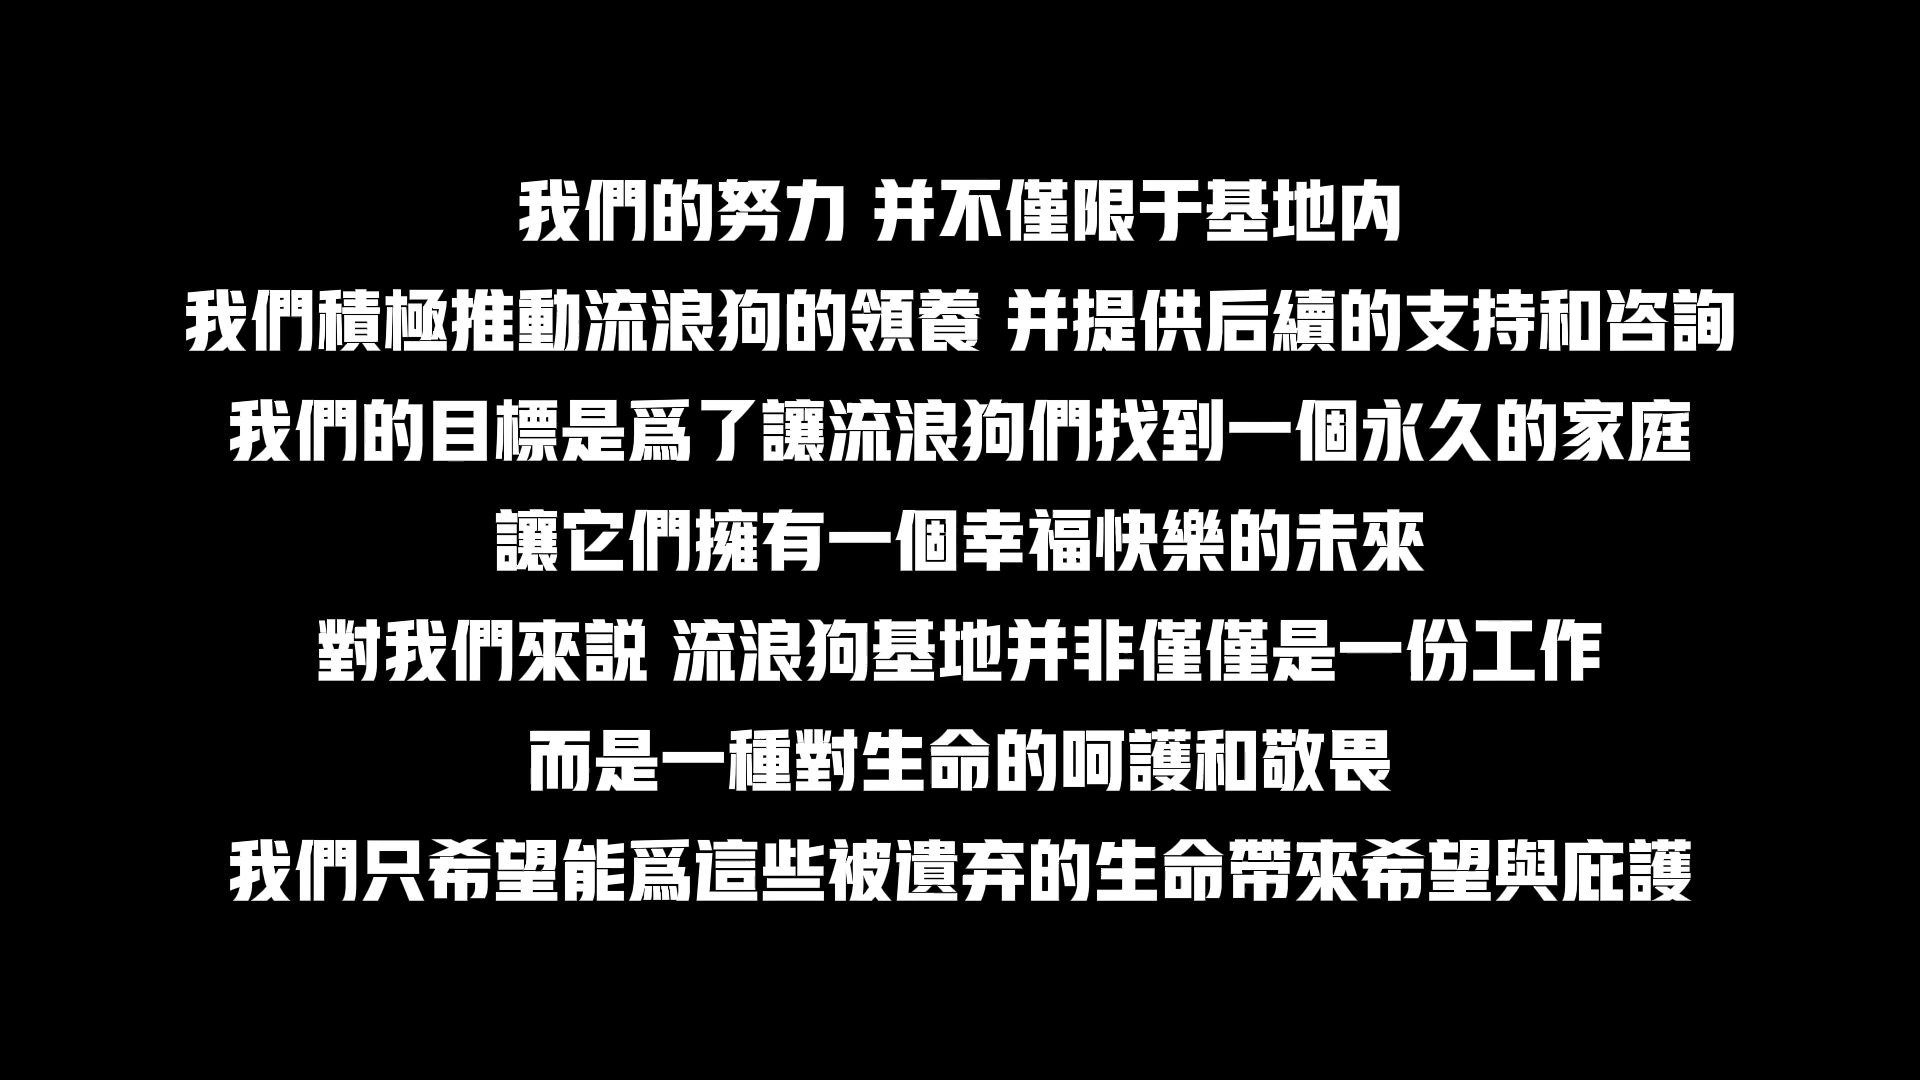 我們的努力 并不僅限于基地内
我們積極推動流浪狗的領養 并提供后續的支持和咨詢
我們的目標是爲了讓流浪狗們找到一個永久的家庭
讓它們擁有一個幸福快樂的未來
對我們來説 流浪狗基地并非僅僅是一份工作
而是一種對生命的呵護和敬畏
我們只希望能爲這些被遺弃的生命帶來希望與庇護